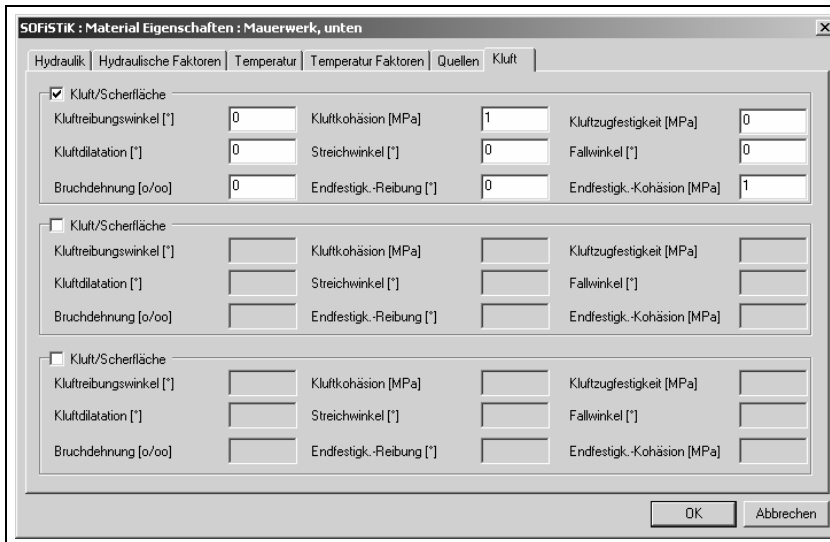 SOFiSTiK : Material Eigenschaften : Mauerwerk, unten
Hydraulik Hydraulische Faktoren Temperatur Temperatur Faktoren Quellen Kluft
Kluft/Scherfläche
Kluftreibungswinkel [°] 0 Kluftkohäsion [MPa] 1 Kluftzugfestigkeit [MPa] 0
Kluftdilatation [°] 0 Streichwinkel [°] 0 Fallwinkel [°] 0
Bruchdehnung [o/oo] 0 Endfestigk.-Reibung [°] 0 Endfestigk.-Kohäsion [MPa] 1
Kluft/Scherfläche
Kluftreibungswinkel [°] Kluftkohäsion [MPa] Kluftzugfestigkeit [MPa]
Kluftdilatation [°] Streichwinkel [°] Fallwinkel [°]
Bruchdehnung [o/oo] Endfestigk.-Reibung [°] Endfestigk.-Kohäsion [MPa]
Kluft/Scherfläche
Kluftreibungswinkel [°] Kluftkohäsion [MPa] Kluftzugfestigkeit [MPa]
Kluftdilatation [°] Streichwinkel [°] Fallwinkel [°]
Bruchdehnung [o/oo] Endfestigk.-Reibung [°] Endfestigk.-Kohäsion [MPa]
OK Abbrechen